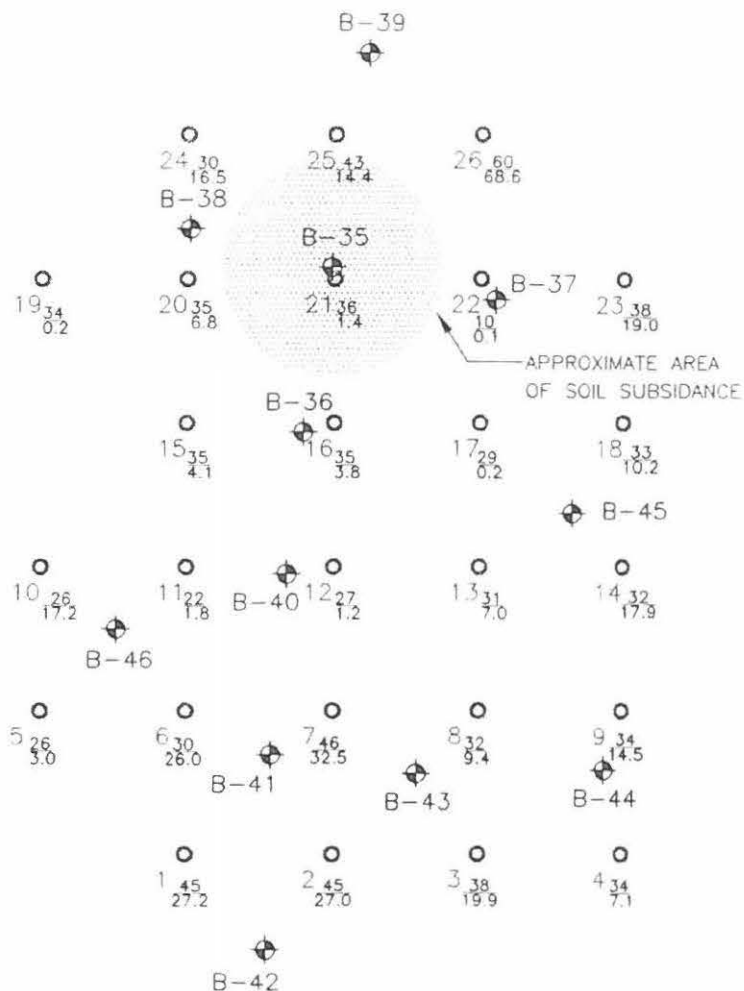 B-39
24 30 25 43 26 60
16.5 14.4 68.6
B-38
B-35
B-37
19 34 20 35 21 36 22 10 23 38
0.2 6.8 1.4 0.1 19.0
APPROXIMATE AREA
OF SOIL SUBSIDANCE
B-36
15 35 16 35 17 29 18 33
4.1 3.8 0.2 10.2
B-45
10 26 11 22 B-40 12 27 13 31 14 32
17.2 1.8 1.2 7.0 17.9
B-46
5 26 6 30 7 46 8 32 9 34
3.0 26.0 32.5 9.4 14.5
B-41 B-43 B-44
1 45 2 45 3 38 4 34
27.2 27.0 19.9 7.1
B-42